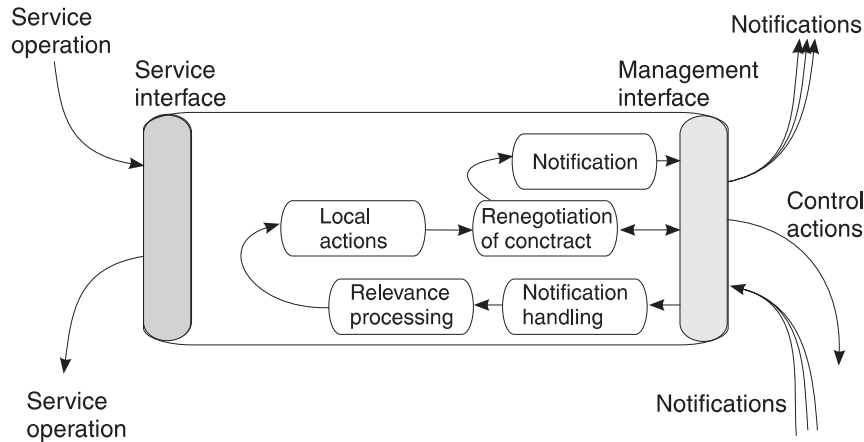 Service
operation
Notifications
Service
interface
Management
interface
Notification
Local
actions
Renegotiation
of conctract
Control
actions
Relevance
processing
Notification
handling
Service
operation
Notifications